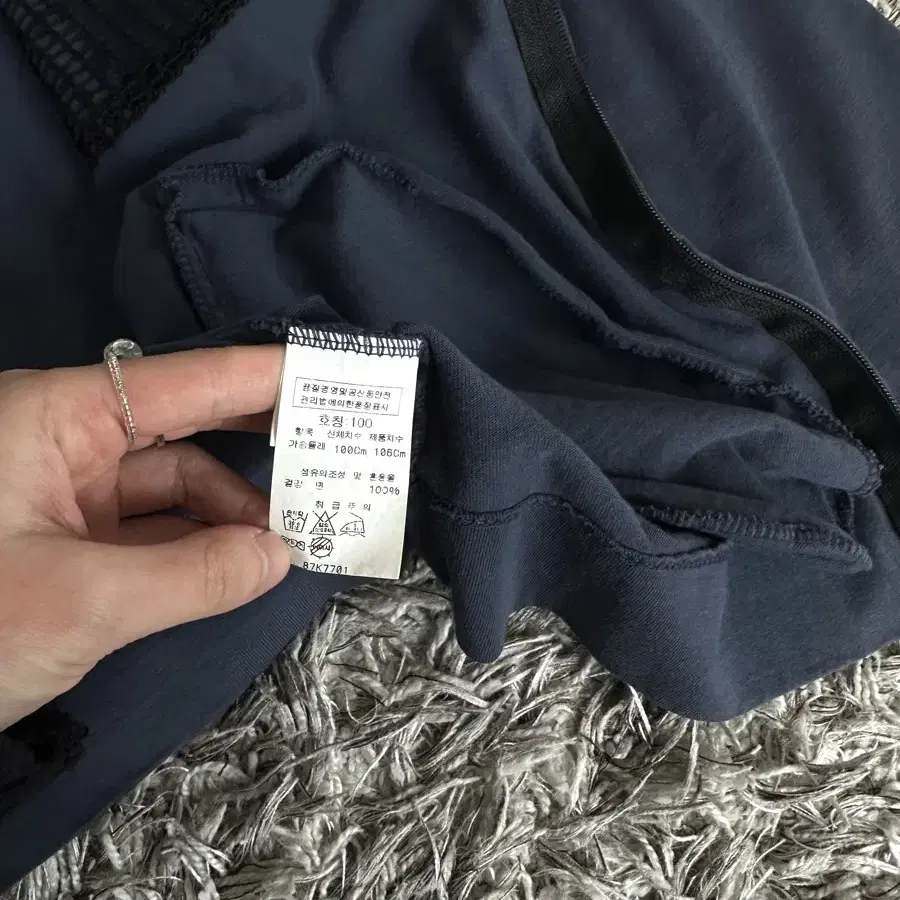 품질경영및공산품안전
관리법에의한품질표시
호칭:100
항목 신체치수 제품치수
가슴둘레 100Cm 106Cm
섬유의조성 및 혼용율
겉감 면 100%
취 급 주 의
87K7701